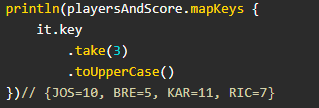 println(playersAndScore.mapKeys {
    it.key
        .take(3)
        .toUpperCase()
})// {JOS=10, BRE=5, KAR=11, RIC=7}